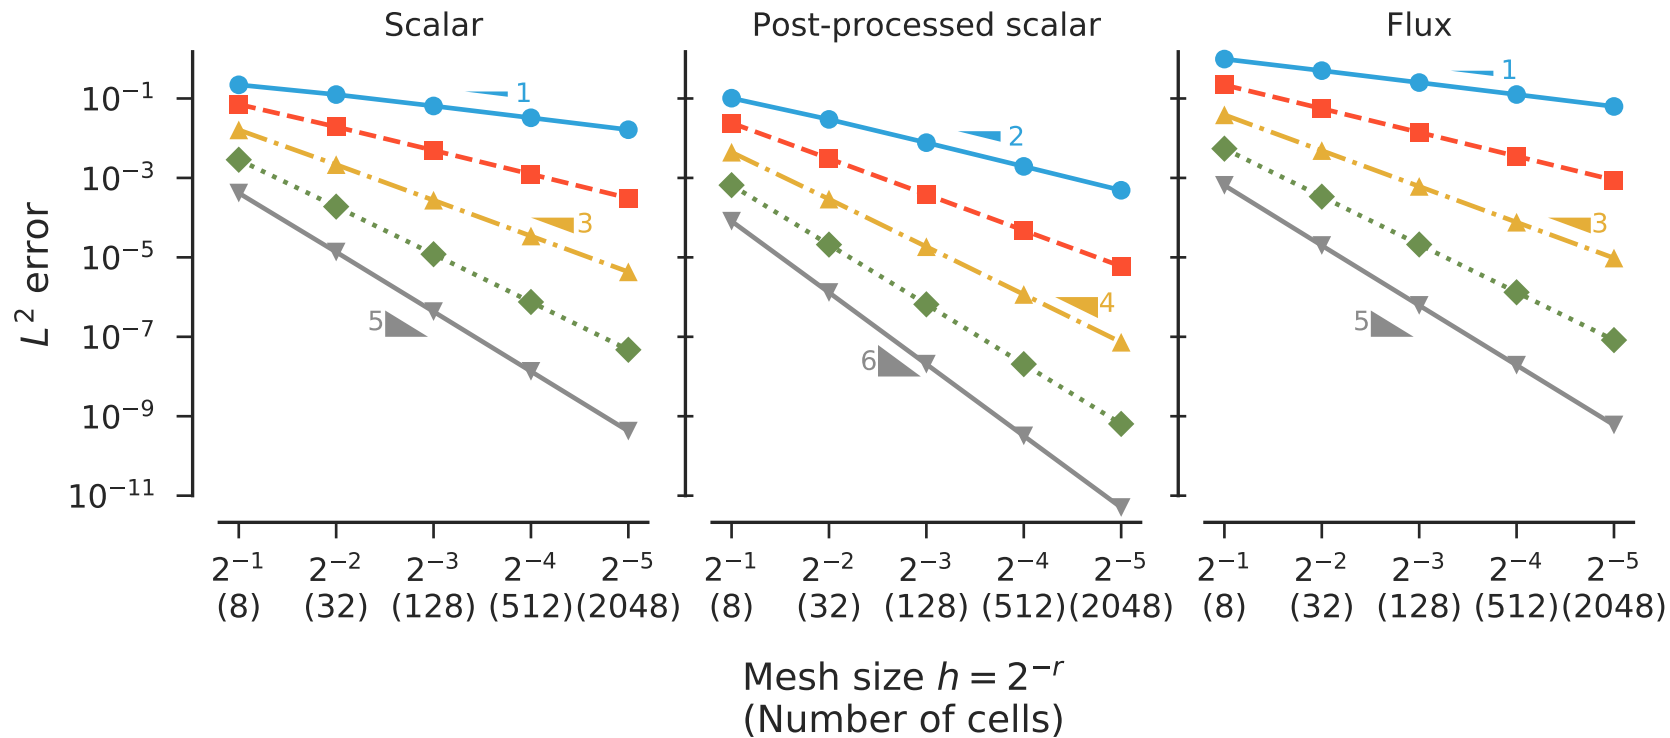 Scalar
Post-processed scalar
Flux
L² error
10⁻¹
10⁻³
10⁻⁵
10⁻⁷
10⁻⁹
10⁻¹¹
1
3
5
2
4
6
1
3
5
2⁻¹ 2⁻² 2⁻³ 2⁻⁴ 2⁻⁵
(8) (32) (128) (512) (2048)
2⁻¹ 2⁻² 2⁻³ 2⁻⁴ 2⁻⁵
(8) (32) (128) (512) (2048)
2⁻¹ 2⁻² 2⁻³ 2⁻⁴ 2⁻⁵
(8) (32) (128) (512) (2048)
Mesh size h = 2⁻ʳ
(Number of cells)